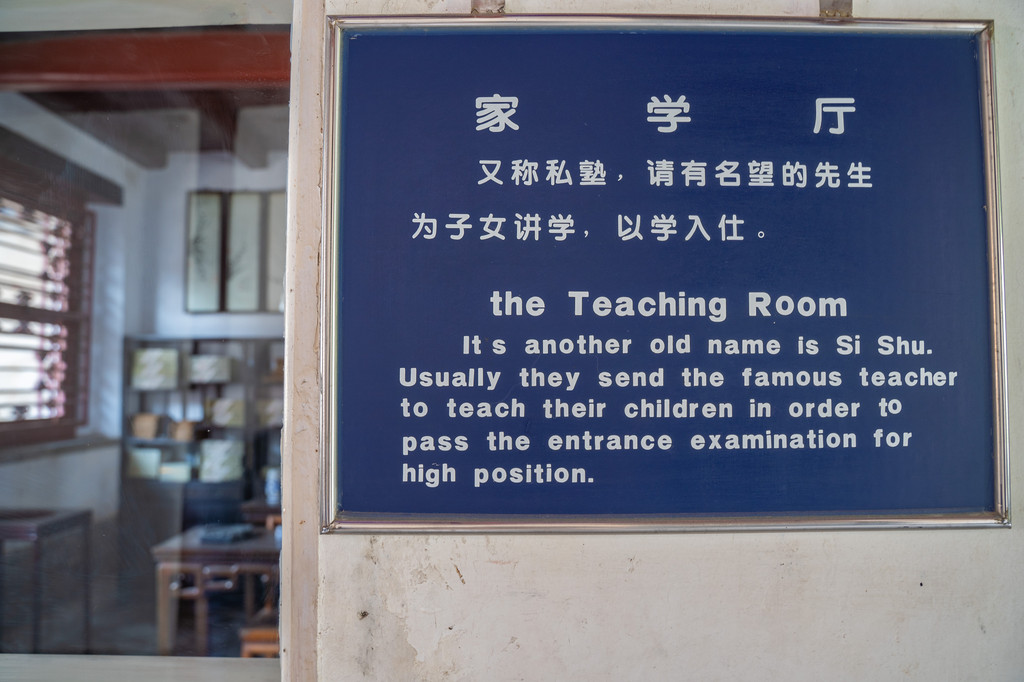 家 学 厅
又称私塾，请有名望的先生
为子女讲学，以学入仕。
the Teaching Room
It s another old name is Si Shu.
Usually they send the famous teacher
to teach their children in order to
pass the entrance examination for
high position.